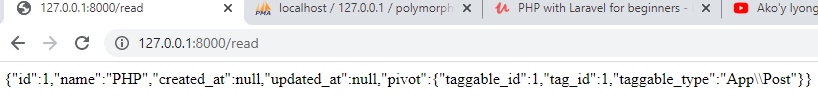 127.0.0.1:8000/read
localhost / 127.0.0.1 / polymorph
PHP with Laravel for beginners -
Ako'y Iyong
127.0.0.1:8000/read
{"id":1,"name":"PHP","created_at":null,"updated_at":null,"pivot":{"taggable_id":1,"tag_id":1,"taggable_type":"App\\Post"}}